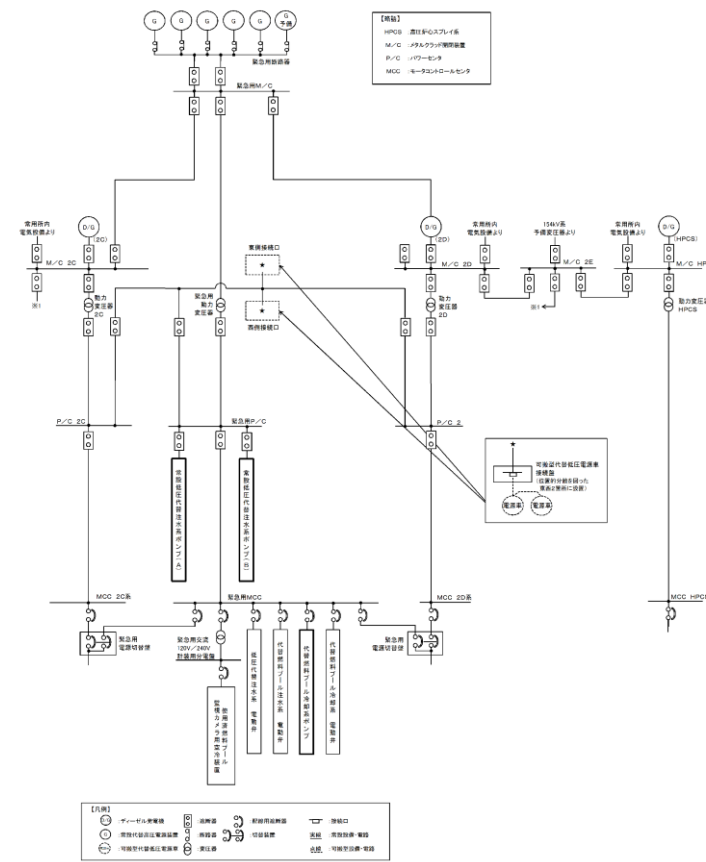 G
G
G
G
G
G
予備
緊急用断路器
緊急用M/C
【略語】
HPCS :高圧炉心スプレイ系
M/C :メタルクラッド開閉装置
P/C :パワーセンタ
MCC :モータコントロールセンタ
常用所内
電気設備より
D/G
(2C)
M/C 2C
※1
動力
変圧器
2C
東側接続口
★
★
西側接続口
緊急用
動力
変圧器
D/G
(2D)
M/C 2D
動力
変圧器
2D
常用所内
電気設備より
154kV系
予備変圧器より
M/C 2E
※1
常用所内
電気設備より
D/G
(HPCS)
M/C HP
動力変圧器
HPCS
P/C 2C
緊急用P/C
P/C 2
常設低圧代替注水系ポンプ(A)
常設低圧代替注水系ポンプ(B)
★
可搬型代替低圧電源車
接続盤
(位置的分散を図った
東西2箇所に設置)
電源車
電源車
MCC 2C系
緊急用MCC
MCC 2D系
MCC HPC
緊急用
電源切替盤
緊急用交流
120V/240V
計装用分電盤
緊急用
電源切替盤
使用済燃料プール
監視カメラ用空冷装置
低圧代替注水系 電動弁
代替燃料プール注水系 電動弁
代替燃料プール冷却系ポンプ
代替燃料プール冷却系 電動弁
【凡例】
D/G :ディーゼル発電機
:遮断器
:配線用遮断器
:接続口
G :常設代替高圧電源装置
:断路器
:切替装置
実線 :常設設備・電路
:可搬型代替低圧電源車
:変圧器
点線 :可搬型設備・電路